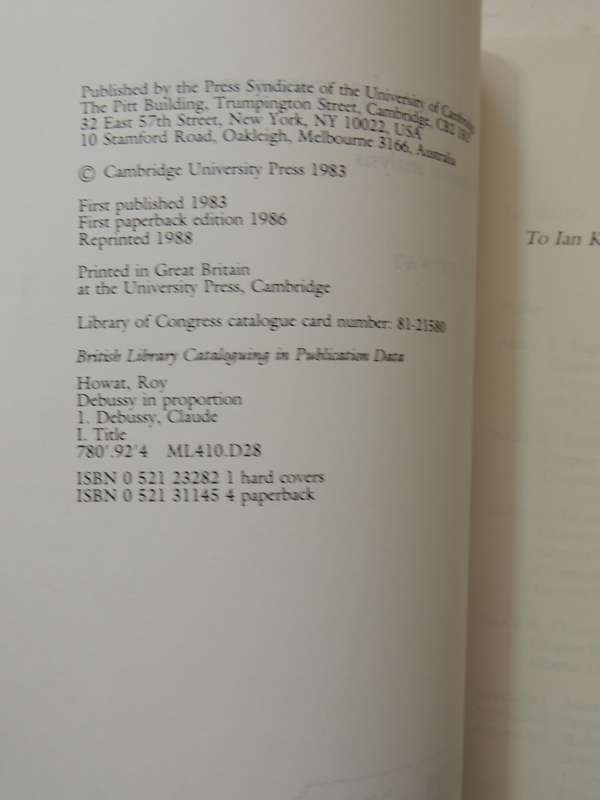 Published by the Press Syndicate of the University of Cambridge
The Pitt Building, Trumpington Street, Cambridge, CB2 1RP
32 East 57th Street, New York, NY 10022, USA
10 Stamford Road, Oakleigh, Melbourne 3166, Australia
© Cambridge University Press 1983
First published 1983
First paperback edition 1986
Reprinted 1988
Printed in Great Britain
at the University Press, Cambridge
Library of Congress catalogue card number: 81-21580
British Library Cataloguing in Publication Data
Howat, Roy
Debussy in proportion
1. Debussy, Claude
I. Title
780'.92'4 ML410.D28
ISBN 0 521 23282 1 hard covers
ISBN 0 521 31145 4 paperback
To Ian K